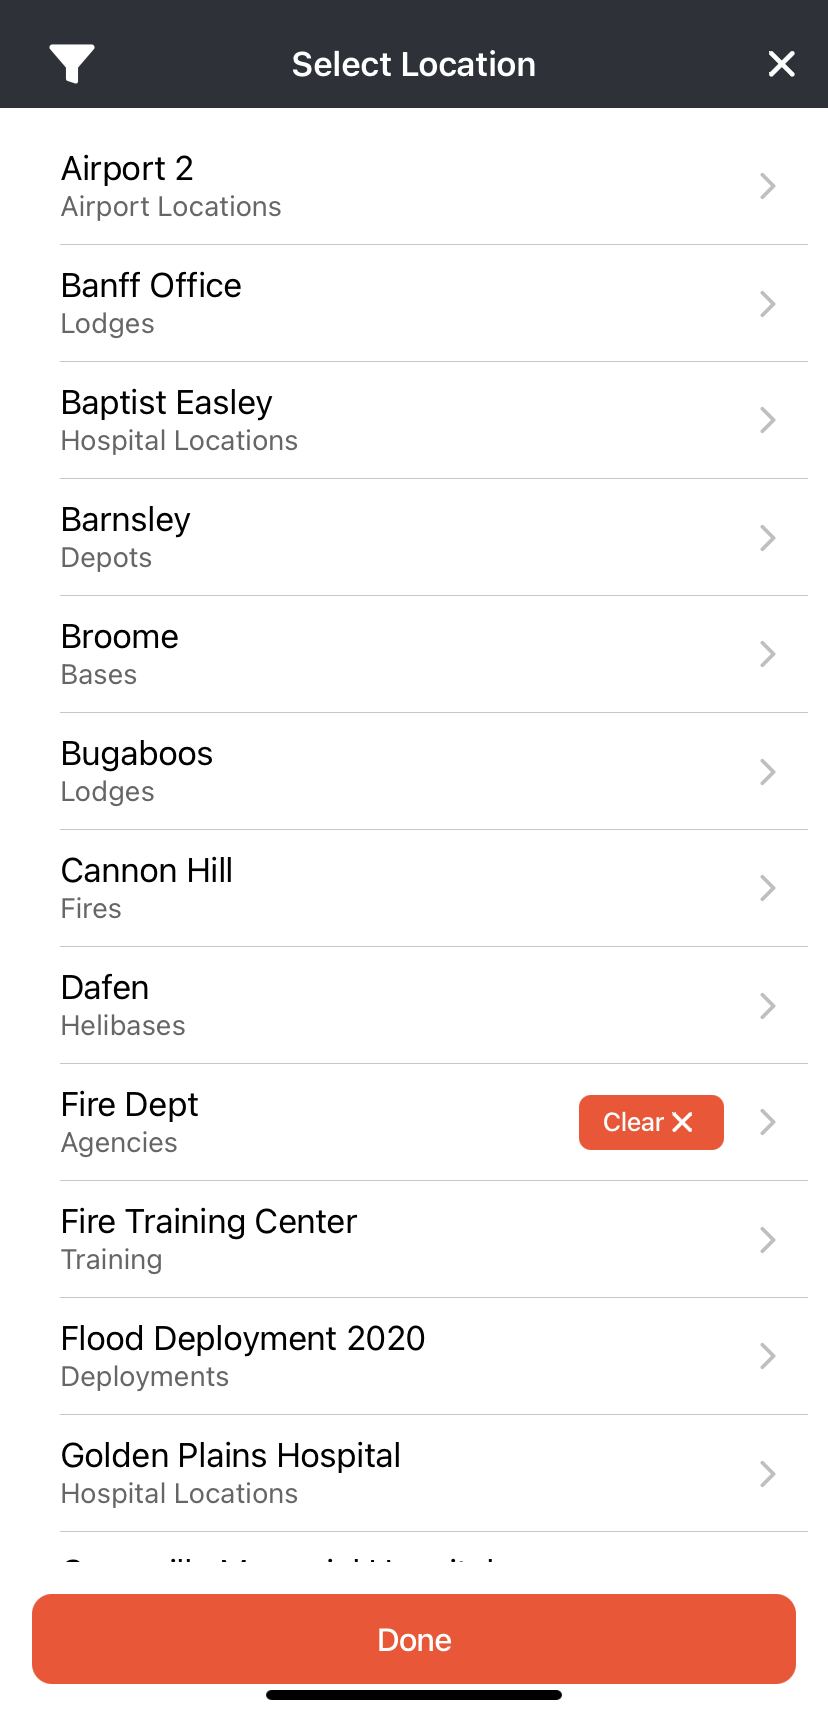 Select Location
Airport 2
Airport Locations
Banff Office
Lodges
Baptist Easley
Hospital Locations
Barnsley
Depots
Broome
Bases
Bugaboos
Lodges
Cannon Hill
Fires
Dafen
Helibases
Fire Dept
Clear
Agencies
Fire Training Center
Training
Flood Deployment 2020
Deployments
Golden Plains Hospital
Hospital Locations
Done